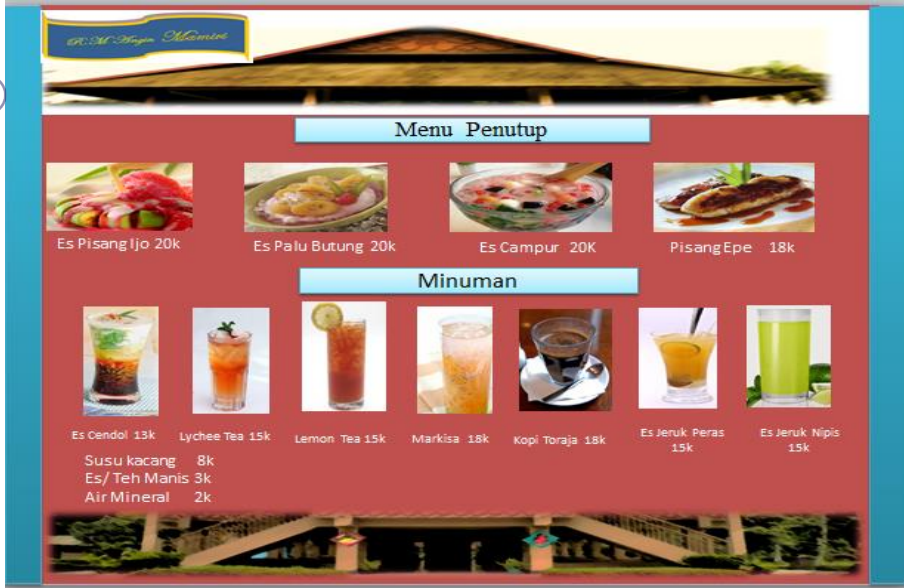 R.M Angin Mamiri
Menu Penutup
Es Pisang Ijo 20k
Es Palu Butung 20k
Es Campur 20K
Pisang Epe 18k
Minuman
Es Cendol 13k
Lychee Tea 15k
Lemon Tea 15k
Markisa 18k
Kopi Toraja 18k
Es Jeruk Peras
15k
Es Jeruk Nipis
15k
Susu kacang 8k
Es/ Teh Manis 3k
Air Mineral 2k